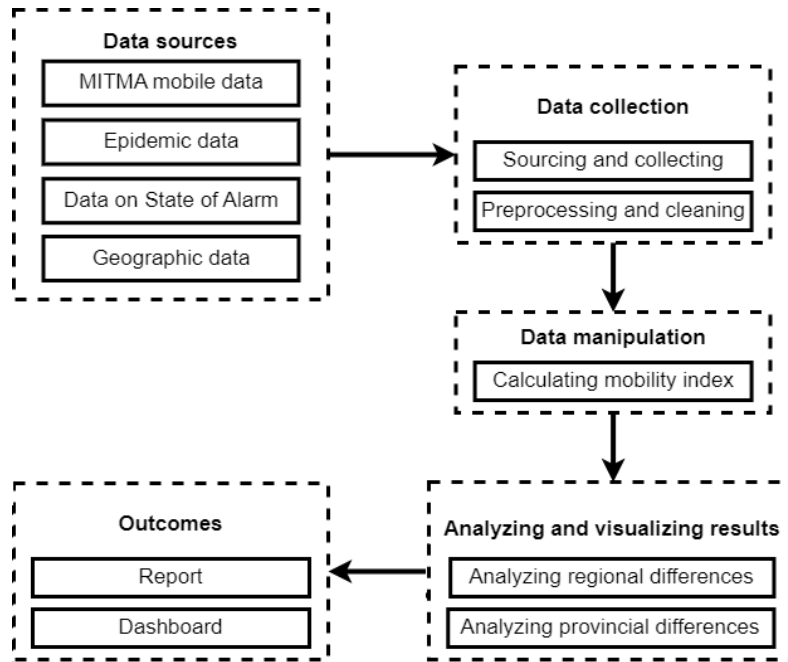 Data sources
MITMA mobile data
Epidemic data
Data on State of Alarm
Geographic data
Data collection
Sourcing and collecting
Preprocessing and cleaning
Data manipulation
Calculating mobility index
Analyzing and visualizing results
Analyzing regional differences
Analyzing provincial differences
Outcomes
Report
Dashboard